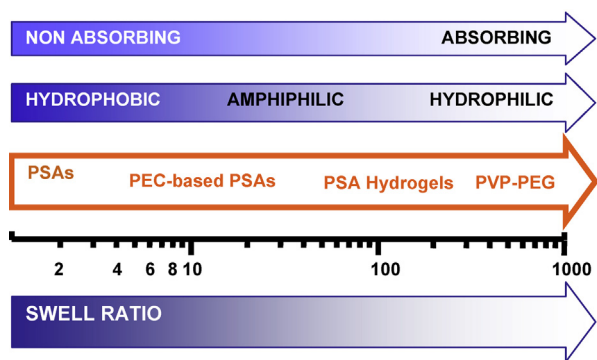 NON ABSORBING ABSORBING
HYDROPHOBIC AMPHIPHILIC HYDROPHILIC
PSAs PEC-based PSAs PSA Hydrogels PVP-PEG
2 4 6 8 10 100 1000
SWELL RATIO